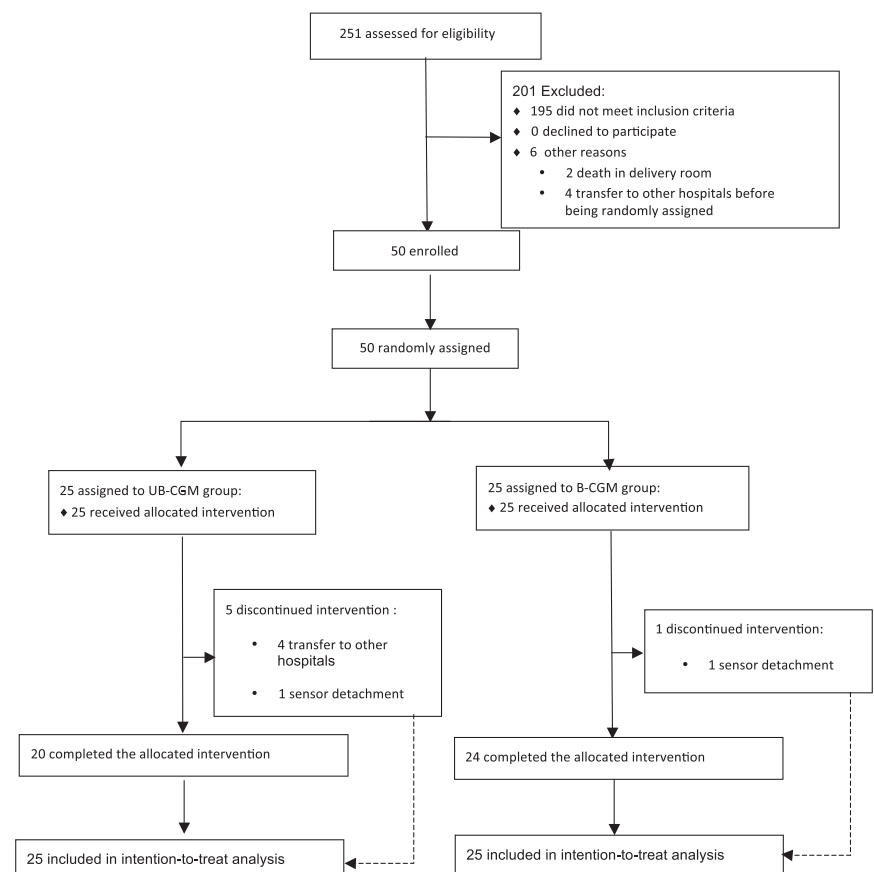 251 assessed for eligibility
201 Excluded:
♦ 195 did not meet inclusion criteria
♦ 0 declined to participate
♦ 6 other reasons
• 2 death in delivery room
• 4 transfer to other hospitals before
being randomly assigned
50 enrolled
50 randomly assigned
25 assigned to UB-CGM group:
♦ 25 received allocated intervention
25 assigned to B-CGM group:
♦ 25 received allocated intervention
5 discontinued intervention :
• 4 transfer to other
hospitals
• 1 sensor detachment
1 discontinued intervention:
• 1 sensor detachment
20 completed the allocated intervention
24 completed the allocated intervention
25 included in intention-to-treat analysis
25 included in intention-to-treat analysis